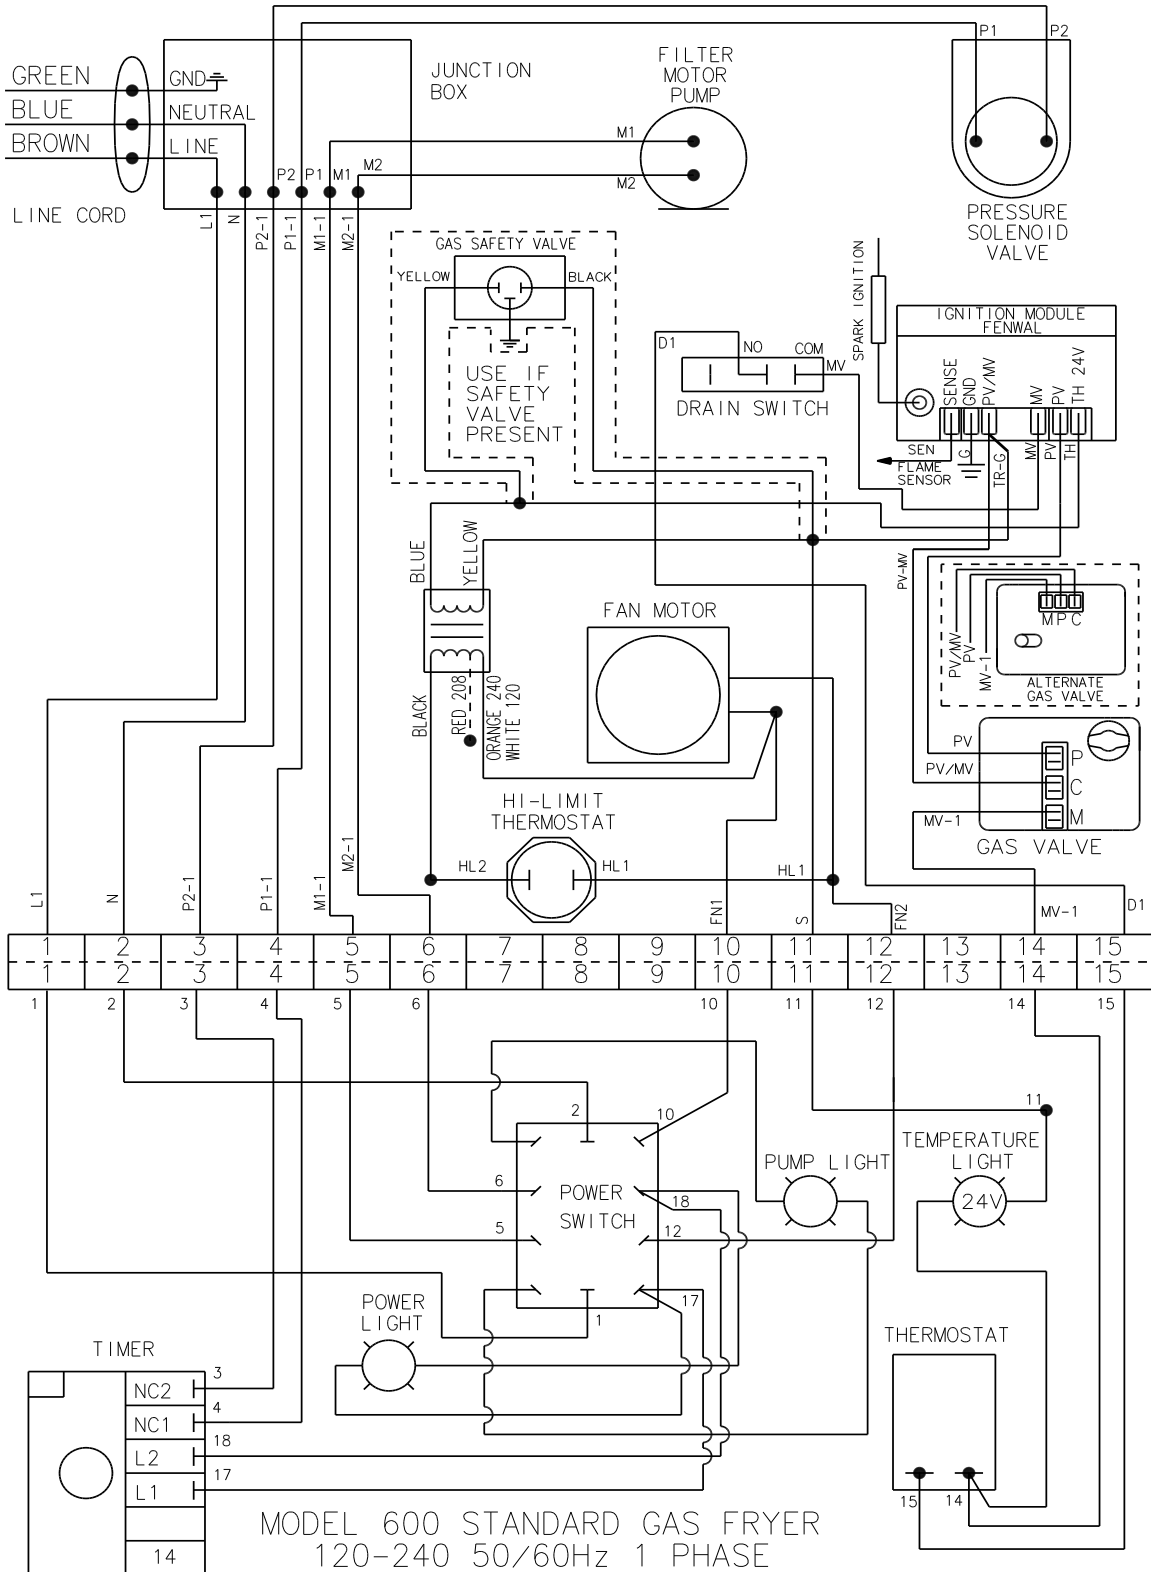 P1
P2
GREEN
BLUE
BROWN
LINE CORD
GND
NEUTRAL
LINE
JUNCTION
BOX
P2
P1
M1
M2
L1
N
P2-1
P1-1
M1-1
M2-1
FILTER
MOTOR
PUMP
M1
M2
PRESSURE
SOLENOID
VALVE
GAS SAFETY VALVE
YELLOW
BLACK
USE IF
SAFETY
VALVE
PRESENT
D1
NO
COM
MV
DRAIN SWITCH
SPARK IGNITION
IGNITION MODULE
FENWAL
SENSE
GND
PV/MV
MV
PV
TH 24V
SEN
FLAME
SENSOR
G
TR-G
MV
PV
TH
BLUE
YELLOW
BLACK
RED 208
ORANGE 240
WHITE 120
FAN MOTOR
PV-MV
M P C
PV/MV
PV
MV-1
ALTERNATE
GAS VALVE
PV
PV/MV
MV-1
P
C
M
GAS VALVE
HI-LIMIT
THERMOSTAT
HL2
HL1
HL1
L1
N
P2-1
P1-1
M1-1
M2-1
FN1
S
FN2
MV-1
D1
1 2 3 4 5 6 7 8 9 10 11 12 13 14 15
1 2 3 4 5 6 7 8 9 10 11 12 13 14 15
1 2 3 4 5 6 10 11 12 14 15
2
10
6
18
5
12
17
1
POWER
SWITCH
PUMP LIGHT
11
TEMPERATURE
LIGHT
24V
POWER
LIGHT
THERMOSTAT
15
14
TIMER
NC2
3
NC1
4
L2
18
L1
17
14
MODEL 600 STANDARD GAS FRYER
120-240 50/60Hz 1 PHASE